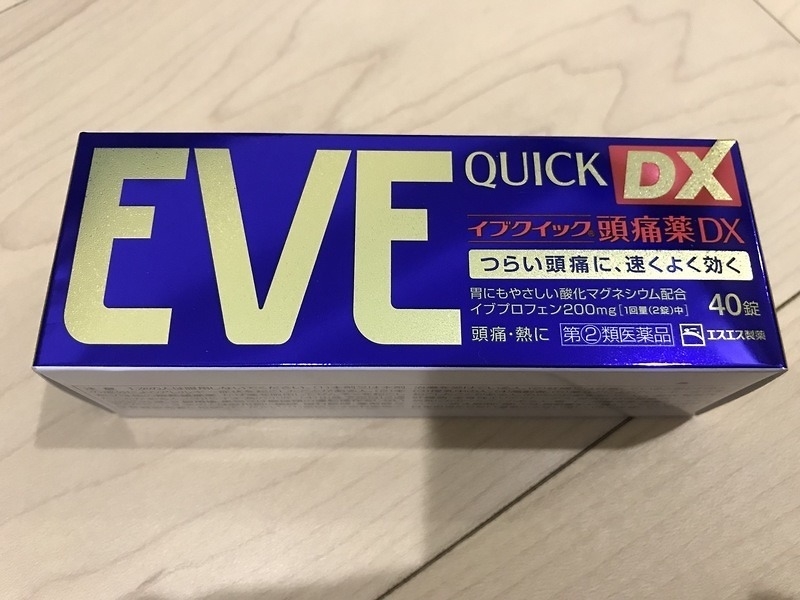 EVE
QUICK DX
イブクイック®頭痛薬DX
つらい頭痛に、速くよく効く
胃にもやさしい酸化マグネシウム配合
イブプロフェン200mg[1回量(2錠)中]
40錠
頭痛・熱に 指定②類医薬品 エスエス製薬